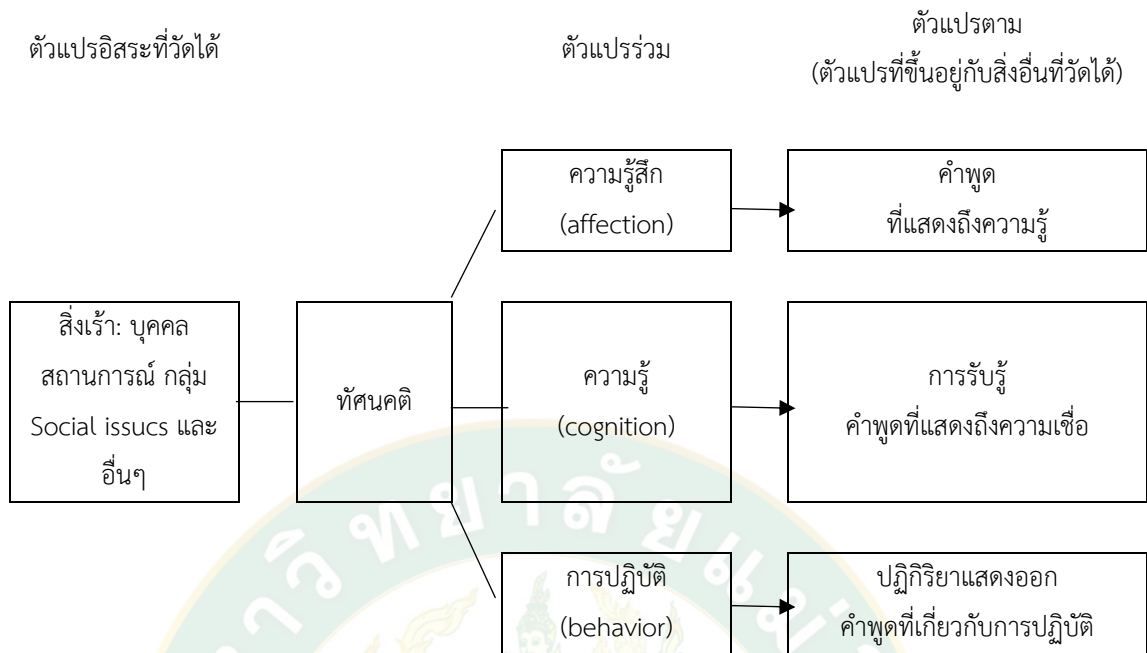 ตัวแปรอิสระที่วัดได้
ตัวแปรร่วม
ตัวแปรตาม
(ตัวแปรที่ขึ้นอยู่กับสิ่งอื่นที่วัดได้)
ความรู้สึก
(affection)
คำพูด
ที่แสดงถึงความรู้
สิ่งเร้า: บุคคล
สถานการณ์ กลุ่ม
Social issucs และ
อื่นๆ
ทัศนคติ
ความรู้
(cognition)
การรับรู้
คำพูดที่แสดงถึงความเชื่อ
การปฏิบัติ
(behavior)
ปฏิกิริยาแสดงออก
คำพูดที่เกี่ยวกับการปฏิบัติ